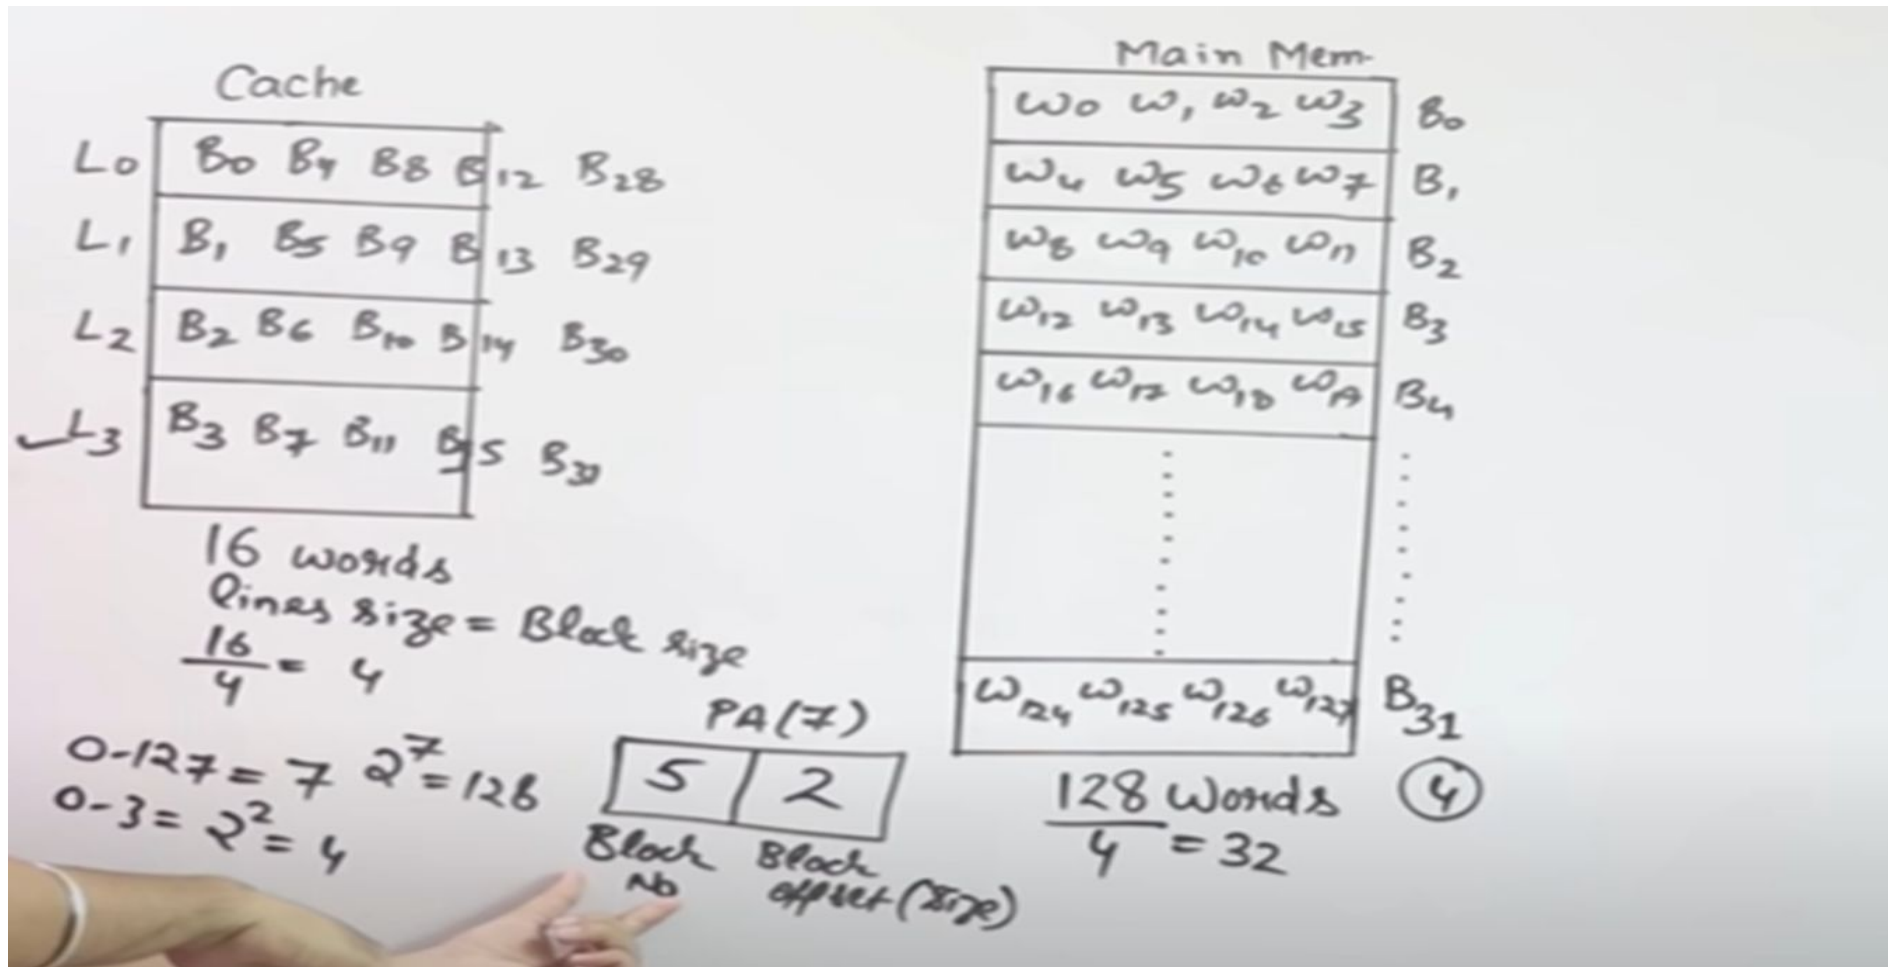 Cache
L0 B0 B4 B8 B12 B28
L1 B1 B5 B9 B13 B29
L2 B2 B6 B10 B14 B30
L3 B3 B7 B11 B15
16 words
lines size = Block size
16/4 = 4
0-127 = 7 2^7 = 128
0-3 = 2^2 = 4
PA(7)
5 2
Block No
Block offset (Size)
Main Mem.
W0 W1 W2 W3 B0
W4 W5 W6 W7 B1
W8 W9 W10 W11 B2
W12 W13 W14 W15 B3
W16 W17 W18 W19 B4
W124 W125 W126 W127 B31
128 Words 4
/4 = 32